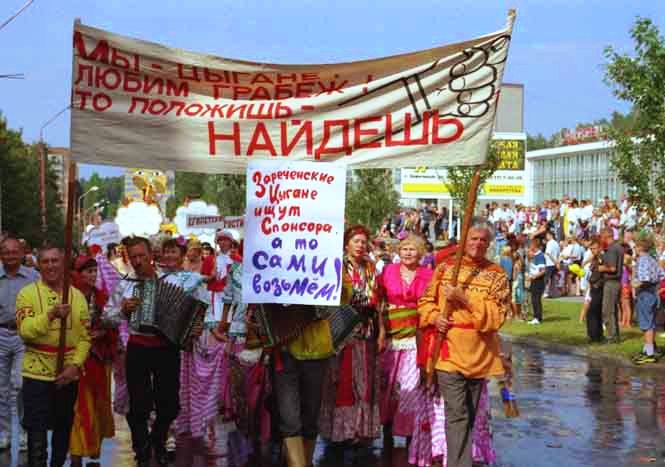 МЫ - ЦЫГАНЕ!
ЛЮБИМ ГРАБЕЖ!
ТО ПОЛОЖИШЬ -
НАЙДЕШЬ
Зареченские
Цыгане
ищут
Спонсора
а то
САМИ
возьмём!